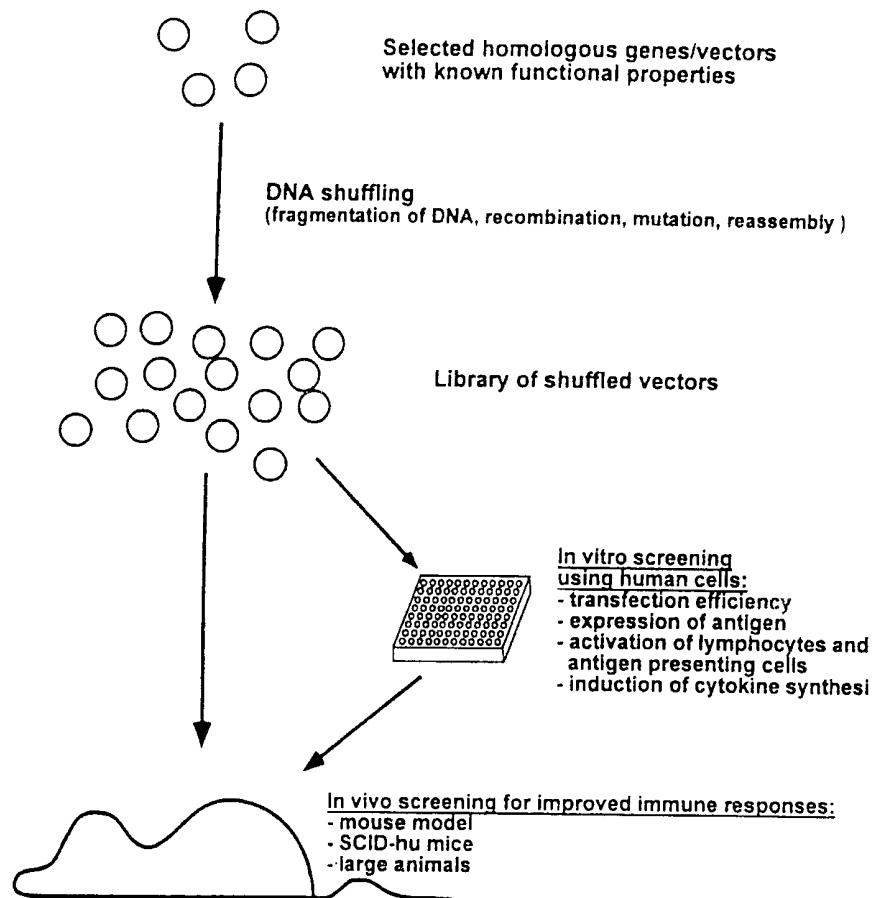 Selected homologous genes/vectors
with known functional properties
DNA shuffling
(fragmentation of DNA, recombination, mutation, reassembly )
Library of shuffled vectors
In vitro screening
using human cells:
- transfection efficiency
- expression of antigen
- activation of lymphocytes and
antigen presenting cells
- induction of cytokine synthesi
In vivo screening for improved immune responses:
- mouse model
- SCID-hu mice
- large animals